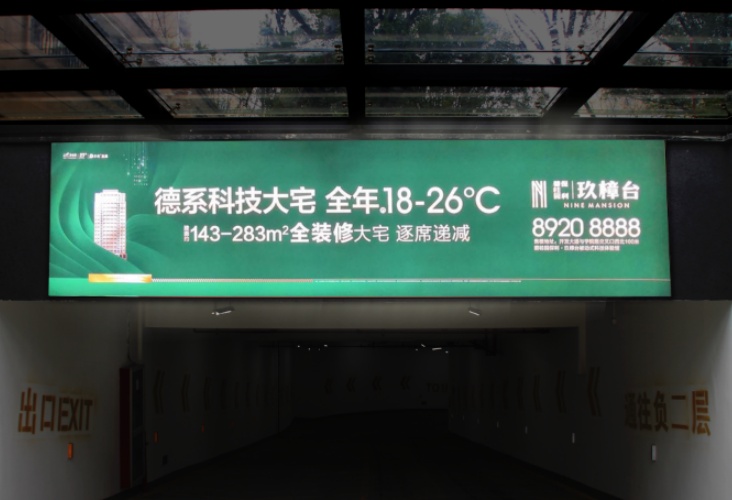 德系科技大宅 全年18-26°C
143-283m²全装修大宅 逐席递减
玖樟台
NINE MANSION
8920 8888
出口EXIT
通往负二层